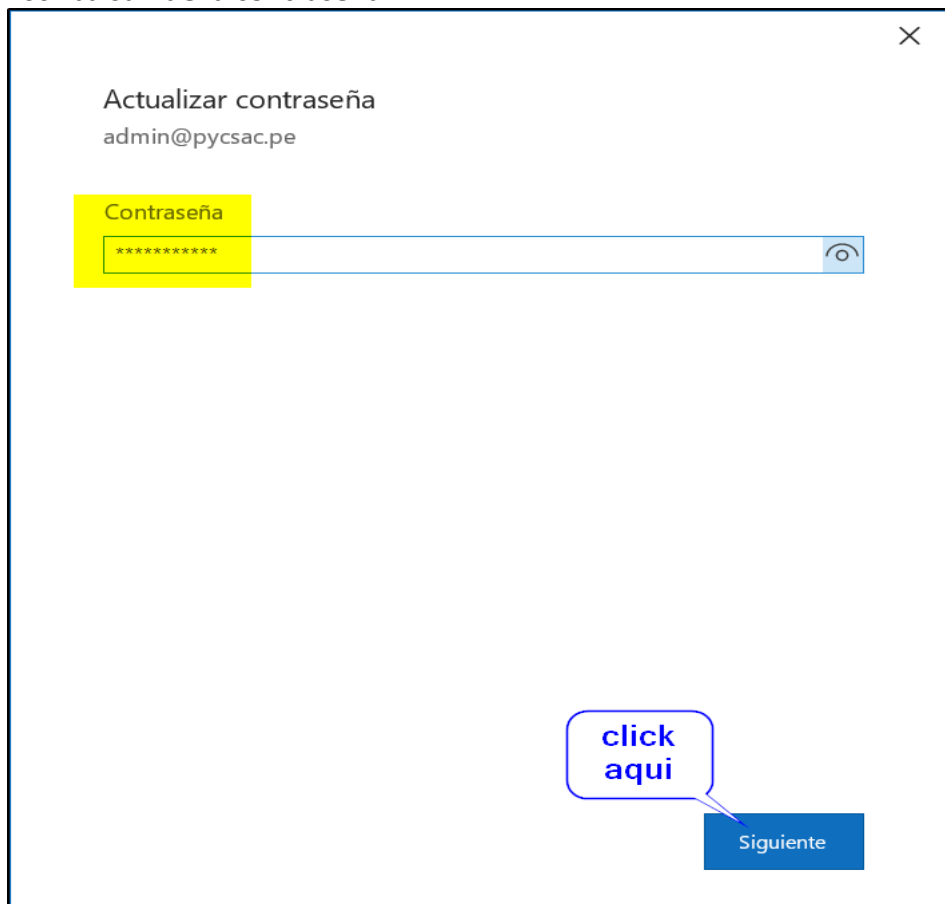 Actualizar contraseña
admin@pycsac.pe
Contraseña
***********
click
aqui
Siguiente